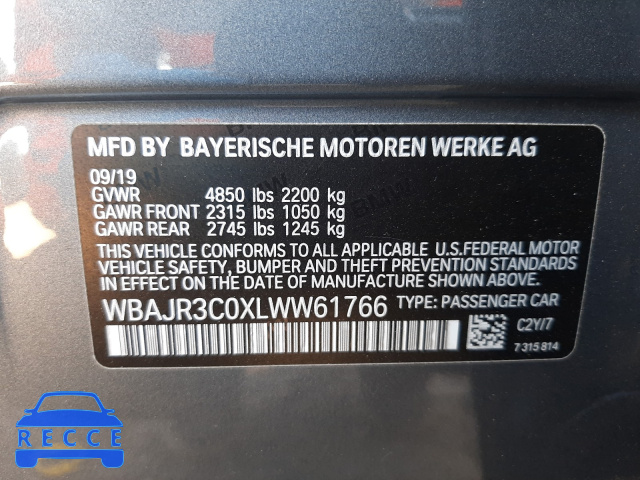 MFD BY BAYERISCHE MOTOREN WERKE AG
09/19
GVWR 4850 lbs 2200 kg
GAWR FRONT 2315 lbs 1050 kg
GAWR REAR 2745 lbs 1245 kg
THIS VEHICLE CONFORMS TO ALL APPLICABLE U.S.FEDERAL MOTOR
VEHICLE SAFETY, BUMPER AND THEFT PREVENTION STANDARDS
IN EFFECT ON THE DATE OF MANUFACTURE SHOWN ABOVE.
WBAJR3C0XLWW61766 TYPE: PASSENGER CAR
C2Y/7
7 315 814
RECCE